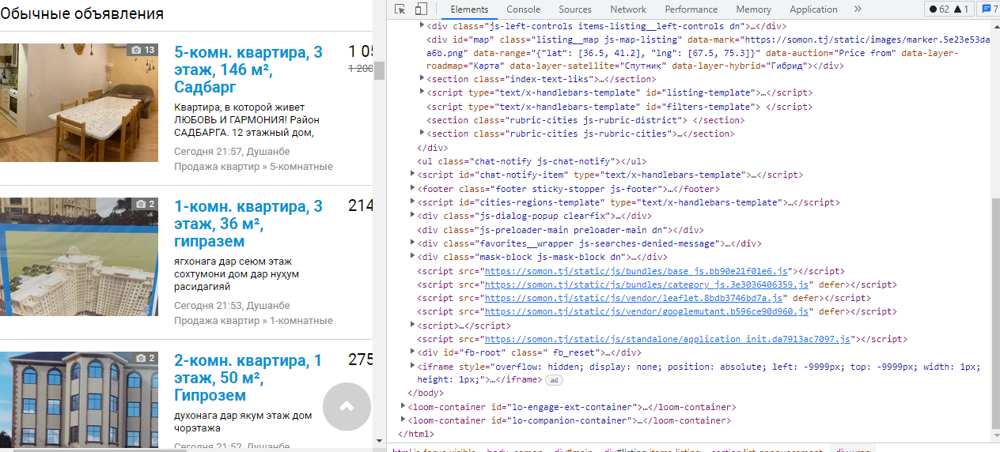 Обычные объявления
13
5-комн. квартира, 3
этаж, 146 м²,
Садбарг
Квартира, в которой живет
ЛЮБОВЬ И ГАРМОНИЯ! Район
САДБАРГА. 12 этажный дом,
Сегодня 21:57, Душанбе
Продажа квартир » 5-комнатные
1 05
1 200
2
1-комн. квартира, 3
этаж, 36 м²,
гипразем
ягхонага дар сеюм этаж
сохтумони дом дар нуҳум
расидагияй
Сегодня 21:53, Душанбе
Продажа квартир » 1-комнатные
214
2
2-комн. квартира, 1
этаж, 50 м²,
Гипрозем
духонага дар якум этаж дом
чорэтажа
Сегодня 21:52, Душанбе
275
Elements Console Sources Network Performance Memory Application » 62 1 7
<div class="js-left-controls items-listing__left-controls dn">…</div>
<div id="map" class="listing__map js-map-listing" data-mark="https://somon.tj/static/images/marker.5e23e53da
a6b.png" data-range="{"lat": [36.5, 41.2], "lng": [67.5, 75.3]}" data-auction="Price from" data-layer-
roadmap="Карта" data-layer-satellite="Спутник" data-layer-hybrid="Гибрид"></div>
<section class="index-text-liks">…</section>
<script type="text/x-handlebars-template" id="listing-template">…</script>
<script type="text/x-handlebars-template" id="filters-template"> </script>
<section class="rubric-cities js-rubric-district"> </section>
<section class="rubric-cities js-rubric-cities">…</section>
</div>
<ul class="chat-notify js-chat-notify"></ul>
<script id="chat-notify-item" type="text/x-handlebars-template">…</script>
<footer class="footer sticky-stopper js-footer">…</footer>
<script id="cities-regions-template" type="text/x-handlebars-template">…</script>
<div class="js-dialog-popup clearfix">…</div>
<div class="js-preloader-main preloader-main dn"></div>
<div class="favorites__wrapper js-searches-denied-message">…</div>
<div class="mask-block js-mask-block dn">…</div>
<script src="https://somon.tj/static/js/bundles/base_js.bb90e21f01e6.js"></script>
<script src="https://somon.tj/static/js/bundles/category_js.3e3036406359.js" defer></script>
<script src="https://somon.tj/static/js/vendor/leaflet.8bdb3746bd7a.js" defer></script>
<script src="https://somon.tj/static/js/vendor/googlemutant.b596ce90d960.js" defer></script>
<script>…</script>
<script src="https://somon.tj/static/js/standalone/application_init.da7913ac7097.js"></script>
<div id="fb-root" class=" fb_reset">…</div>
<iframe style="overflow: hidden; display: none; position: absolute; left: -9999px; top: -9999px; width: 1px;
height: 1px;">…</iframe> ad
</body>
<loom-container id="lo-engage-ext-container">…</loom-container>
<loom-container id="lo-companion-container">…</loom-container>
</html>